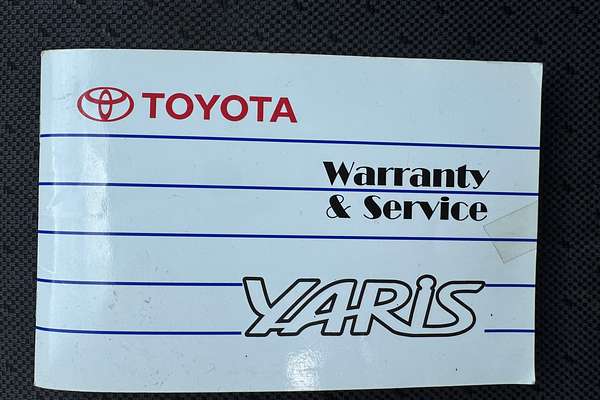 TOYOTA
Warranty
& Service
YARiS